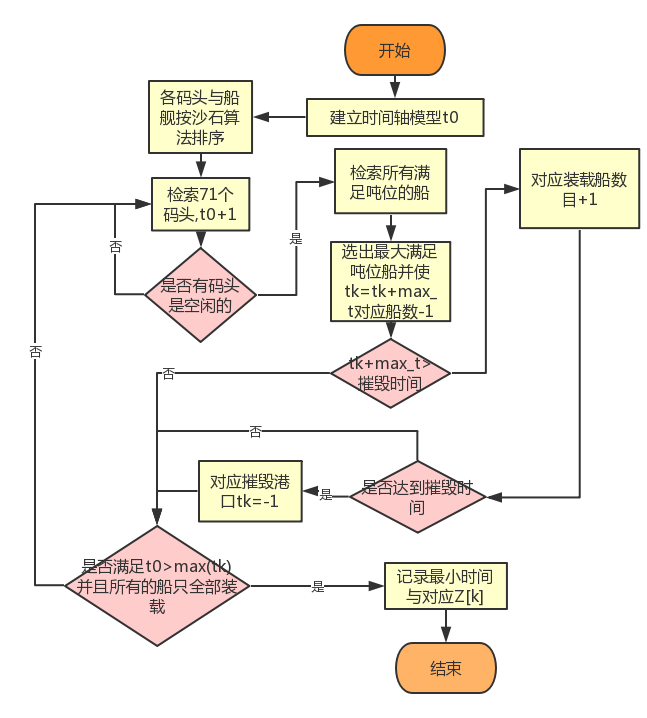 开始
建立时间轴模型t0
各码头与船
舰按沙石算
法排序
检索71个
码头,t0+1
是否有码头
是空闲的
否
是
检索所有满
足吨位的船
选出最大满足
吨位船并使
tk=tk+max_
t对应船数-1
tk+max_t>
摧毁时间
否
对应装载船数
目+1
是否达到摧毁时
间
否
是
对应摧毁港
口tk=-1
是否满足t0>max(tk)
并且所有的船只全部装
载
否
是
记录最小时间
与对应Z[k]
结束